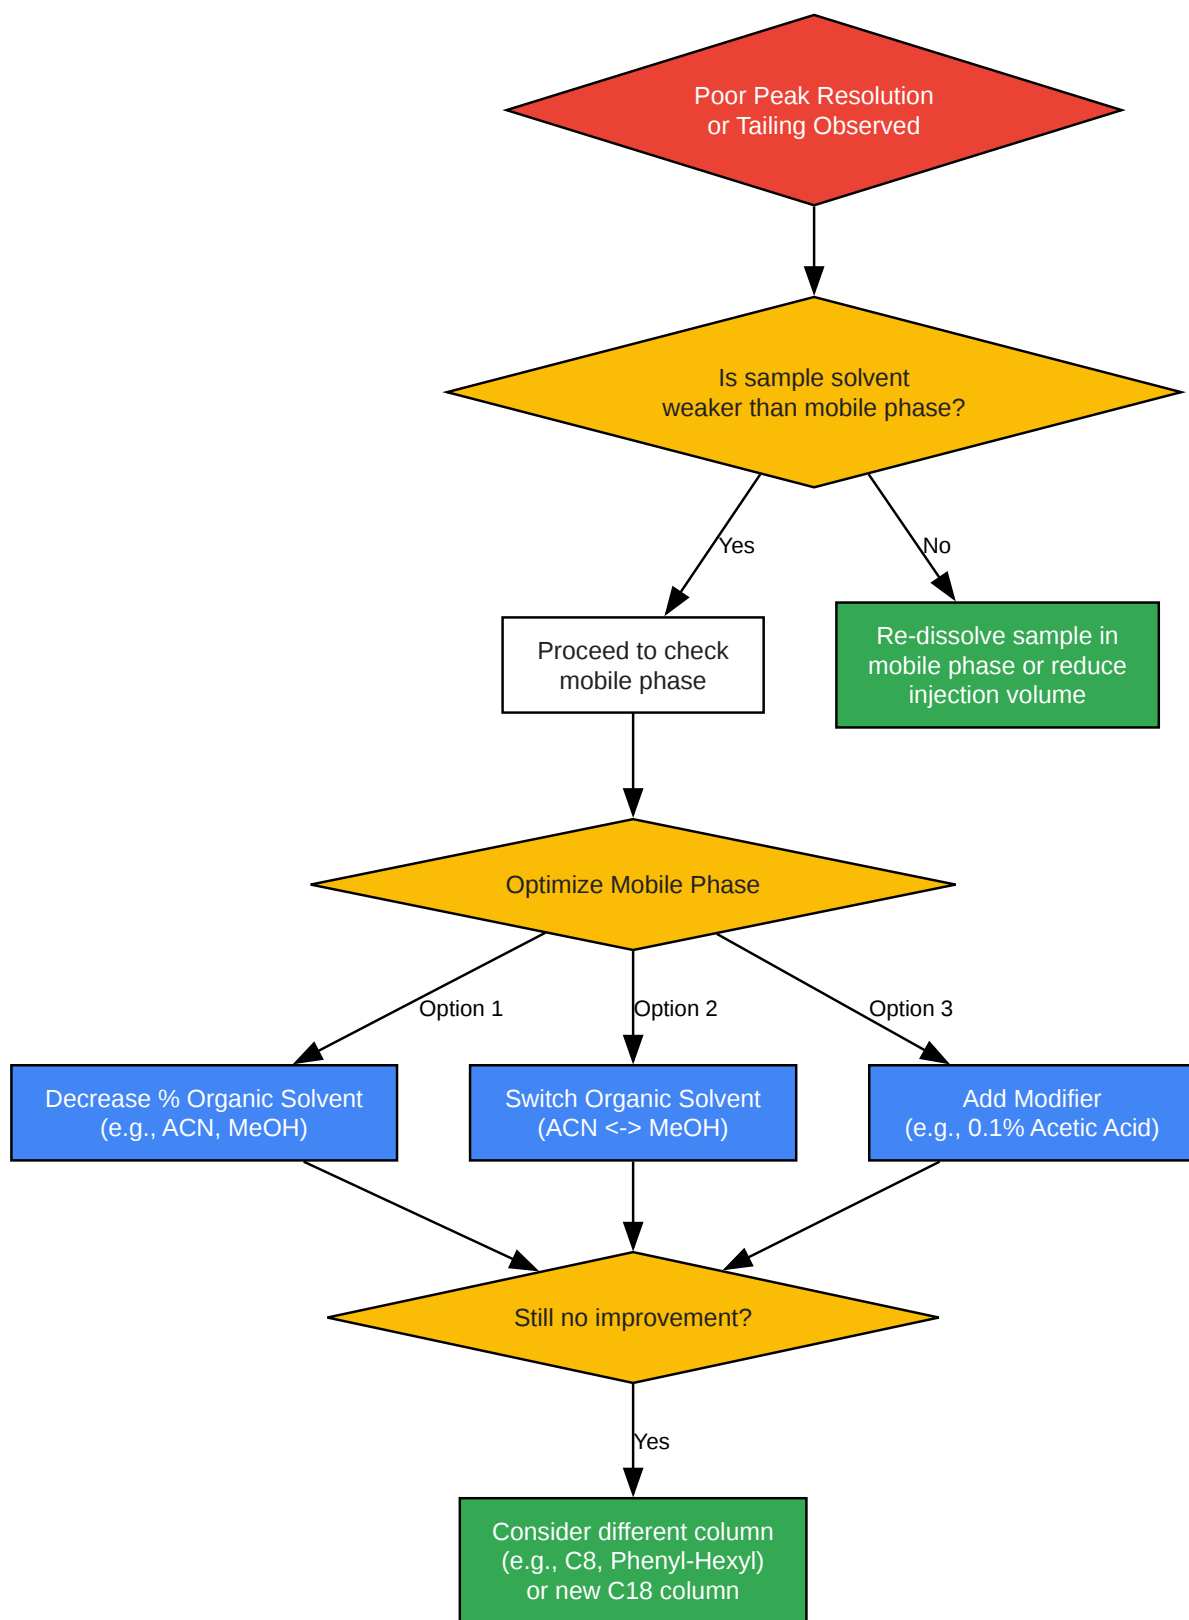 Poor Peak Resolution
or Tailing Observed
Is sample solvent
weaker than mobile phase?
Yes
No
Proceed to check
mobile phase
Re-dissolve sample in
mobile phase or reduce
injection volume
Optimize Mobile Phase
Option 1
Option 2
Option 3
Decrease % Organic Solvent
(e.g., ACN, MeOH)
Switch Organic Solvent
(ACN <-> MeOH)
Add Modifier
(e.g., 0.1% Acetic Acid)
Still no improvement?
Yes
Consider different column
(e.g., C8, Phenyl-Hexyl)
or new C18 column